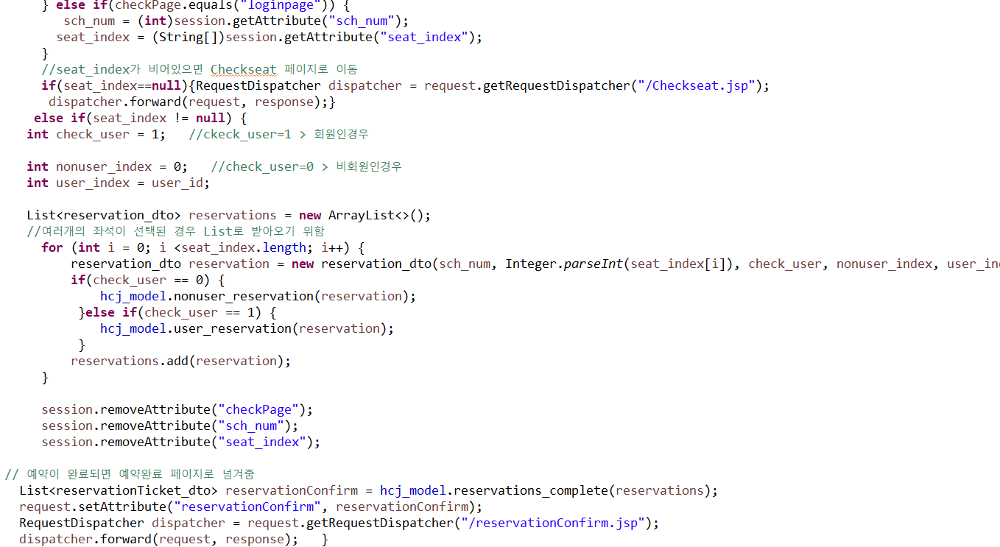 } else if(checkPage.equals("loginpage")) {
sch_num = (int)session.getAttribute("sch_num");
seat_index = (String[])session.getAttribute("seat_index");
}
//seat_index가 비어있으면 Checkseat 페이지로 이동
if(seat_index==null){RequestDispatcher dispatcher = request.getRequestDispatcher("/Checkseat.jsp");
dispatcher.forward(request, response);}
else if(seat_index != null) {
int check_user = 1; //ckeck_user=1 > 회원인경우
int nonuser_index = 0; //check_user=0 > 비회원인경우
int user_index = user_id;
List<reservation_dto> reservations = new ArrayList<>();
//여러개의 좌석이 선택된 경우 List로 받아오기 위함
for (int i = 0; i <seat_index.length; i++) {
reservation_dto reservation = new reservation_dto(sch_num, Integer.parseInt(seat_index[i]), check_user, nonuser_index, user_in
if(check_user == 0) {
hcj_model.nonuser_reservation(reservation);
}else if(check_user == 1) {
hcj_model.user_reservation(reservation);
}
reservations.add(reservation);
}
session.removeAttribute("checkPage");
session.removeAttribute("sch_num");
session.removeAttribute("seat_index");
// 예약이 완료되면 예약완료 페이지로 넘겨줌
List<reservationTicket_dto> reservationConfirm = hcj_model.reservations_complete(reservations);
request.setAttribute("reservationConfirm", reservationConfirm);
RequestDispatcher dispatcher = request.getRequestDispatcher("/reservationConfirm.jsp");
dispatcher.forward(request, response); }